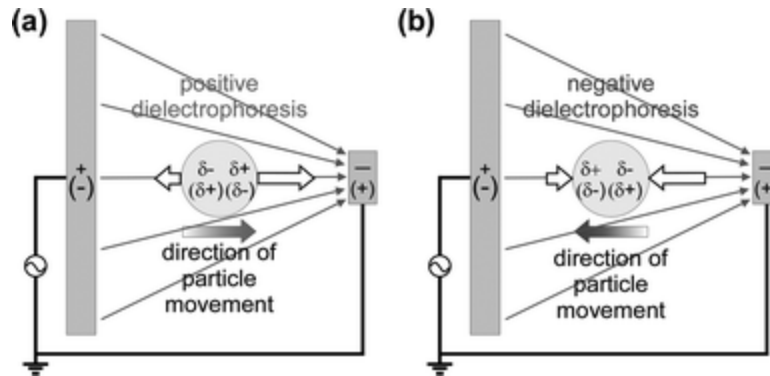 (a)
positive
dielectrophoresis
+
(-)
δ- δ+
(δ+) (δ-)
−
(+)
direction of
particle
movement
(b)
negative
dielectrophoresis
+
(-)
δ+ δ-
(δ-) (δ+)
−
(+)
direction of
particle
movement